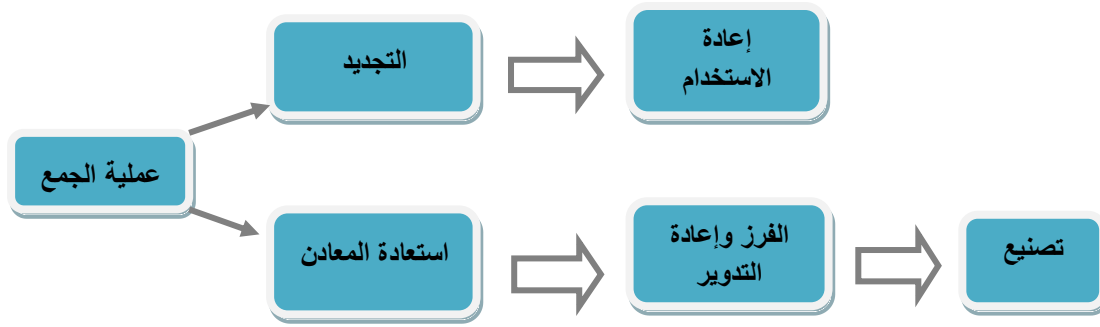 عملية الجمع
التجديد
إعادة
الاستخدام
استعادة المعادن
الفرز وإعادة
التدوير
تصنيع